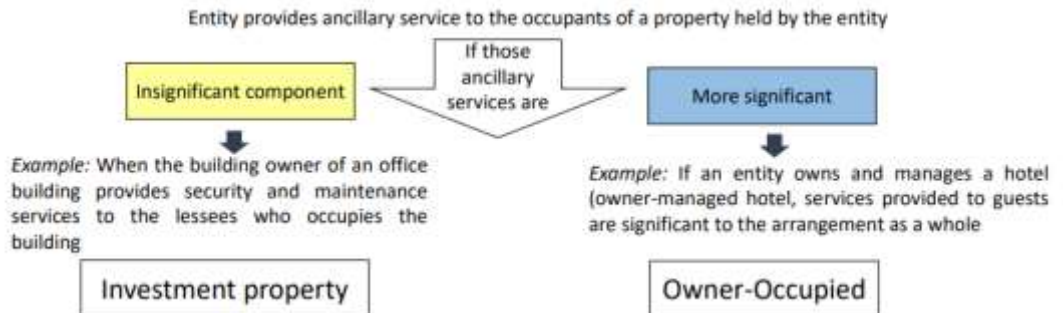 Entity provides ancillary service to the occupants of a property held by the entity
If those
ancillary
services are
Insignificant component
More significant
Example: When the building owner of an office
building provides security and maintenance
services to the lessees who occupies the
building
Example: If an entity owns and manages a hotel
(owner-managed hotel, services provided to guests
are significant to the arrangement as a whole
Investment property
Owner-Occupied